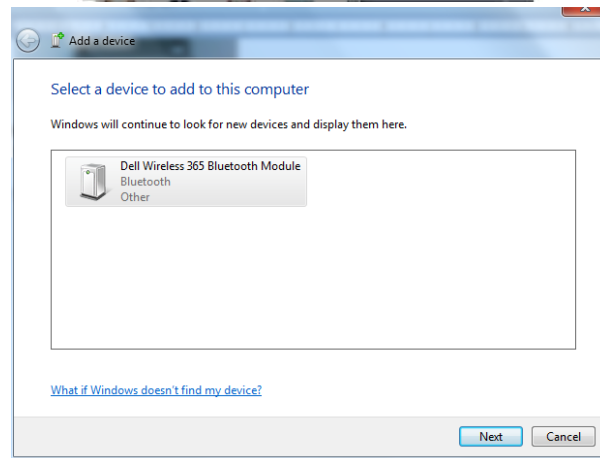 Add a device
Select a device to add to this computer
Windows will continue to look for new devices and display them here.
Dell Wireless 365 Bluetooth Module
Bluetooth
Other
What if Windows doesn't find my device?
Next
Cancel